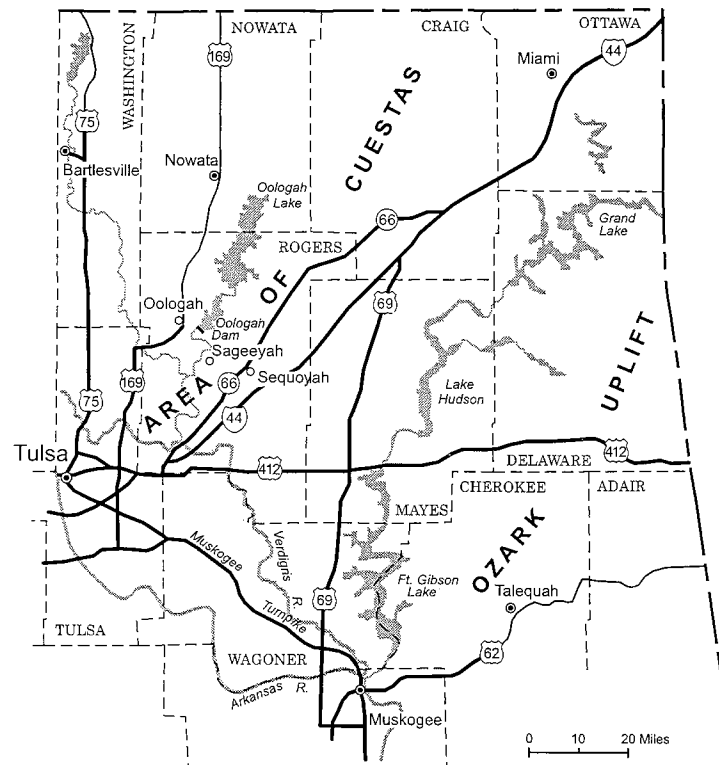 NOWATA
CRAIG
OTTAWA
WASHINGTON
169
44
Miami
75
Bartlesville
Nowata
CUESTAS
Oologah
Lake
Grand
Lake
66
ROGERS
OF
Oologah
Oologah
Dam
69
Sageeyah
Sequoyah
UPLIFT
169
66
AREA
44
Lake
Hudson
75
Tulsa
412
412
DELAWARE
MAYES
CHEROKEE
ADAIR
Verdigris
R.
Muskogee
Turnpike
OZARK
Ft. Gibson
Lake
69
Talequah
TULSA
WAGONER
62
Arkansas
R.
Muskogee
0 10 20 Miles